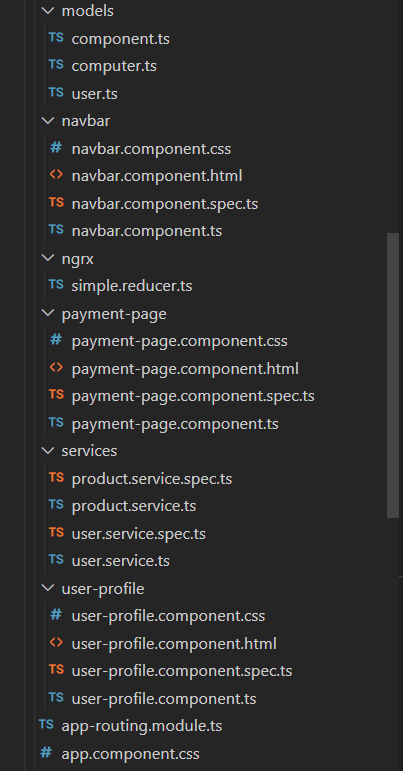 models
TS component.ts
TS computer.ts
TS user.ts
navbar
# navbar.component.css
<> navbar.component.html
TS navbar.component.spec.ts
TS navbar.component.ts
ngrx
TS simple.reducer.ts
payment-page
# payment-page.component.css
<> payment-page.component.html
TS payment-page.component.spec.ts
TS payment-page.component.ts
services
TS product.service.spec.ts
TS product.service.ts
TS user.service.spec.ts
TS user.service.ts
user-profile
# user-profile.component.css
<> user-profile.component.html
TS user-profile.component.spec.ts
TS user-profile.component.ts
TS app-routing.module.ts
# app.component.css